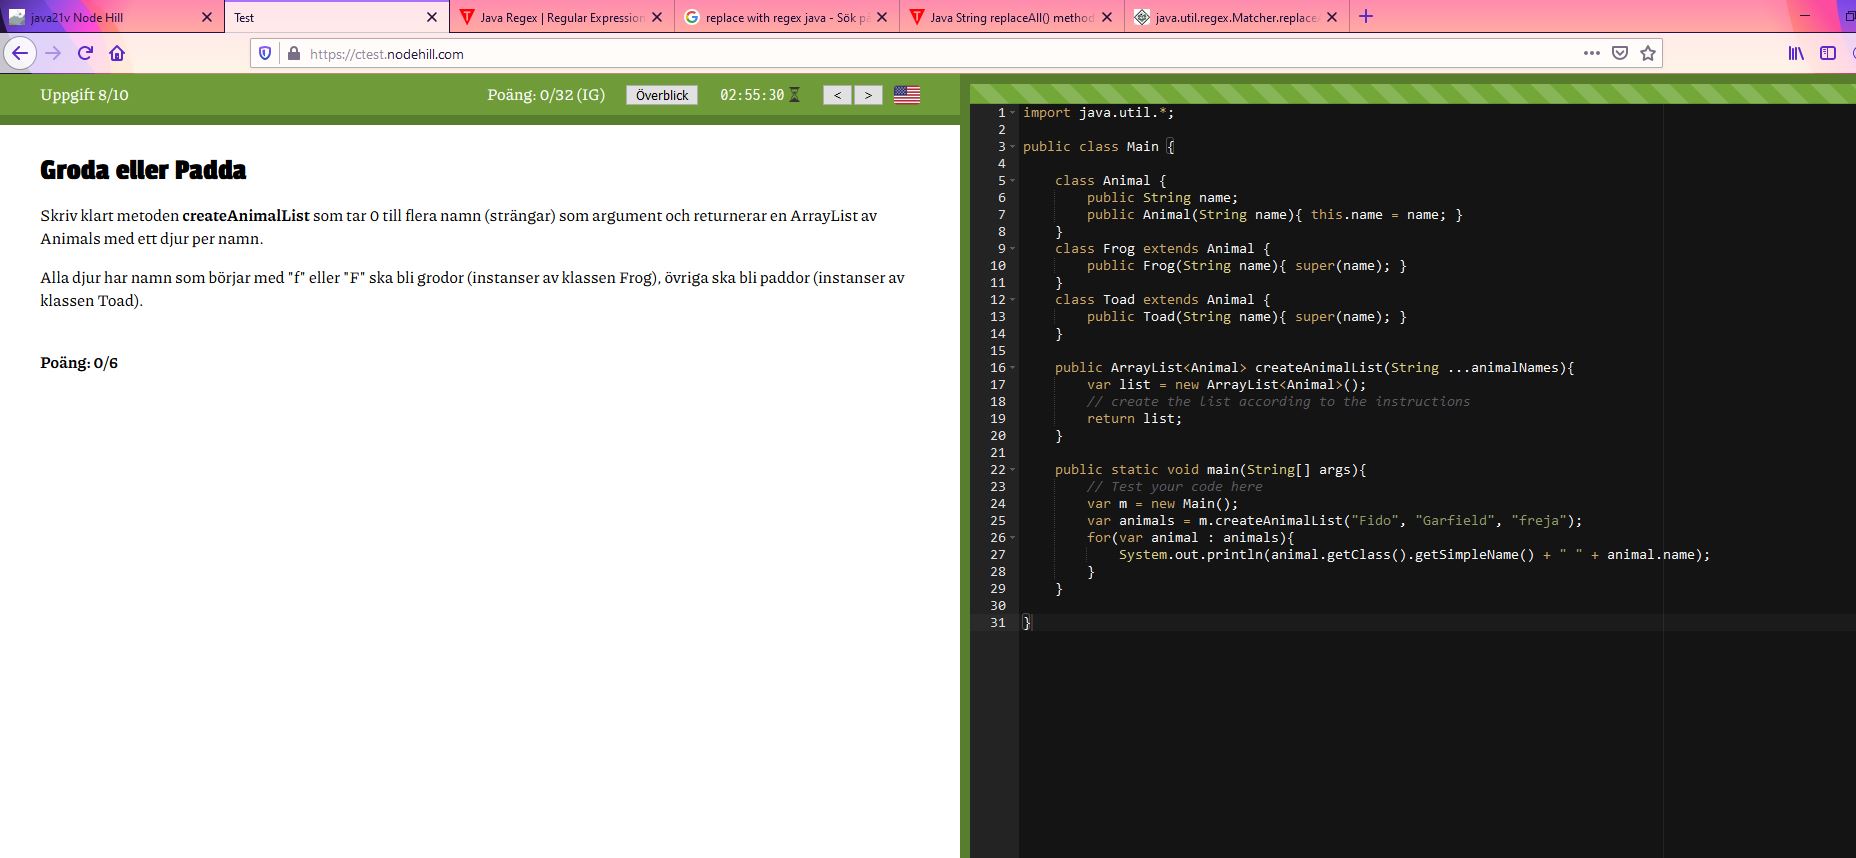 java21v Node Hill
Test
Java Regex | Regular Expression
replace with regex java - Sök på
Java String replaceAll() method
java.util.regex.Matcher.replace
https://ctest.nodehill.com
Uppgift 8/10
Poäng: 0/32 (IG)
Överblick
02:55:30
<
>
Groda eller Padda
Skriv klart metoden createAnimalList som tar 0 till flera namn (strängar) som argument och returnerar en ArrayList av
Animals med ett djur per namn.
Alla djur har namn som börjar med "f" eller "F" ska bli grodor (instanser av klassen Frog), övriga ska bli paddor (instanser av
klassen Toad).
Poäng: 0/6
1 import java.util.*;
2
3 public class Main {
4
5     class Animal {
6         public String name;
7         public Animal(String name){ this.name = name; }
8     }
9     class Frog extends Animal {
10         public Frog(String name){ super(name); }
11     }
12     class Toad extends Animal {
13         public Toad(String name){ super(name); }
14     }
15
16     public ArrayList<Animal> createAnimalList(String ...animalNames){
17         var list = new ArrayList<Animal>();
18         // create the list according to the instructions
19         return list;
20     }
21
22     public static void main(String[] args){
23         // Test your code here
24         var m = new Main();
25         var animals = m.createAnimalList("Fido", "Garfield", "freja");
26         for(var animal : animals){
27             System.out.println(animal.getClass().getSimpleName() + " " + animal.name);
28         }
29     }
30
31 }